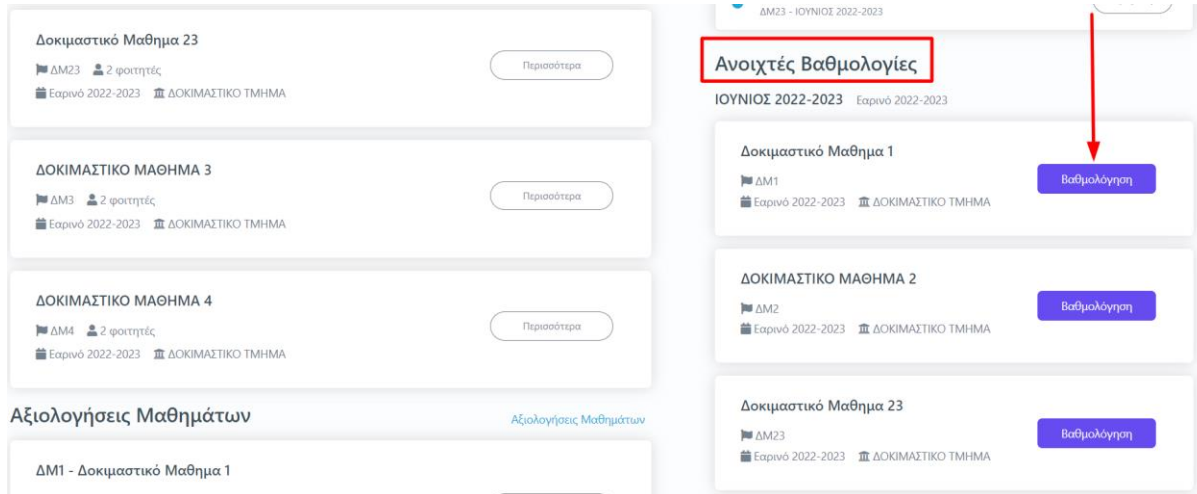 Δοκιμαστικό Μαθημα 23
ΔΜ23 2 φοιτητές
Περισσότερα
Εαρινό 2022-2023 ΔΟΚΙΜΑΣΤΙΚΟ ΤΜΗΜΑ
ΔΟΚΙΜΑΣΤΙΚΟ ΜΑΘΗΜΑ 3
ΔΜ3 2 φοιτητές
Περισσότερα
Εαρινό 2022-2023 ΔΟΚΙΜΑΣΤΙΚΟ ΤΜΗΜΑ
ΔΟΚΙΜΑΣΤΙΚΟ ΜΑΘΗΜΑ 4
ΔΜ4 2 φοιτητές
Περισσότερα
Εαρινό 2022-2023 ΔΟΚΙΜΑΣΤΙΚΟ ΤΜΗΜΑ
Αξιολογήσεις Μαθημάτων
Αξιολογήσεις Μαθημάτων
ΔΜ1 - Δοκιμαστικό Μαθημα 1
ΔΜ23 - ΙΟΥΝΙΟΣ 2022-2023
Ανοιχτές Βαθμολογίες
ΙΟΥΝΙΟΣ 2022-2023 Εαρινό 2022-2023
Δοκιμαστικό Μαθημα 1
ΔΜ1
Βαθμολόγηση
Εαρινό 2022-2023 ΔΟΚΙΜΑΣΤΙΚΟ ΤΜΗΜΑ
ΔΟΚΙΜΑΣΤΙΚΟ ΜΑΘΗΜΑ 2
ΔΜ2
Βαθμολόγηση
Εαρινό 2022-2023 ΔΟΚΙΜΑΣΤΙΚΟ ΤΜΗΜΑ
Δοκιμαστικό Μαθημα 23
ΔΜ23
Βαθμολόγηση
Εαρινό 2022-2023 ΔΟΚΙΜΑΣΤΙΚΟ ΤΜΗΜΑ